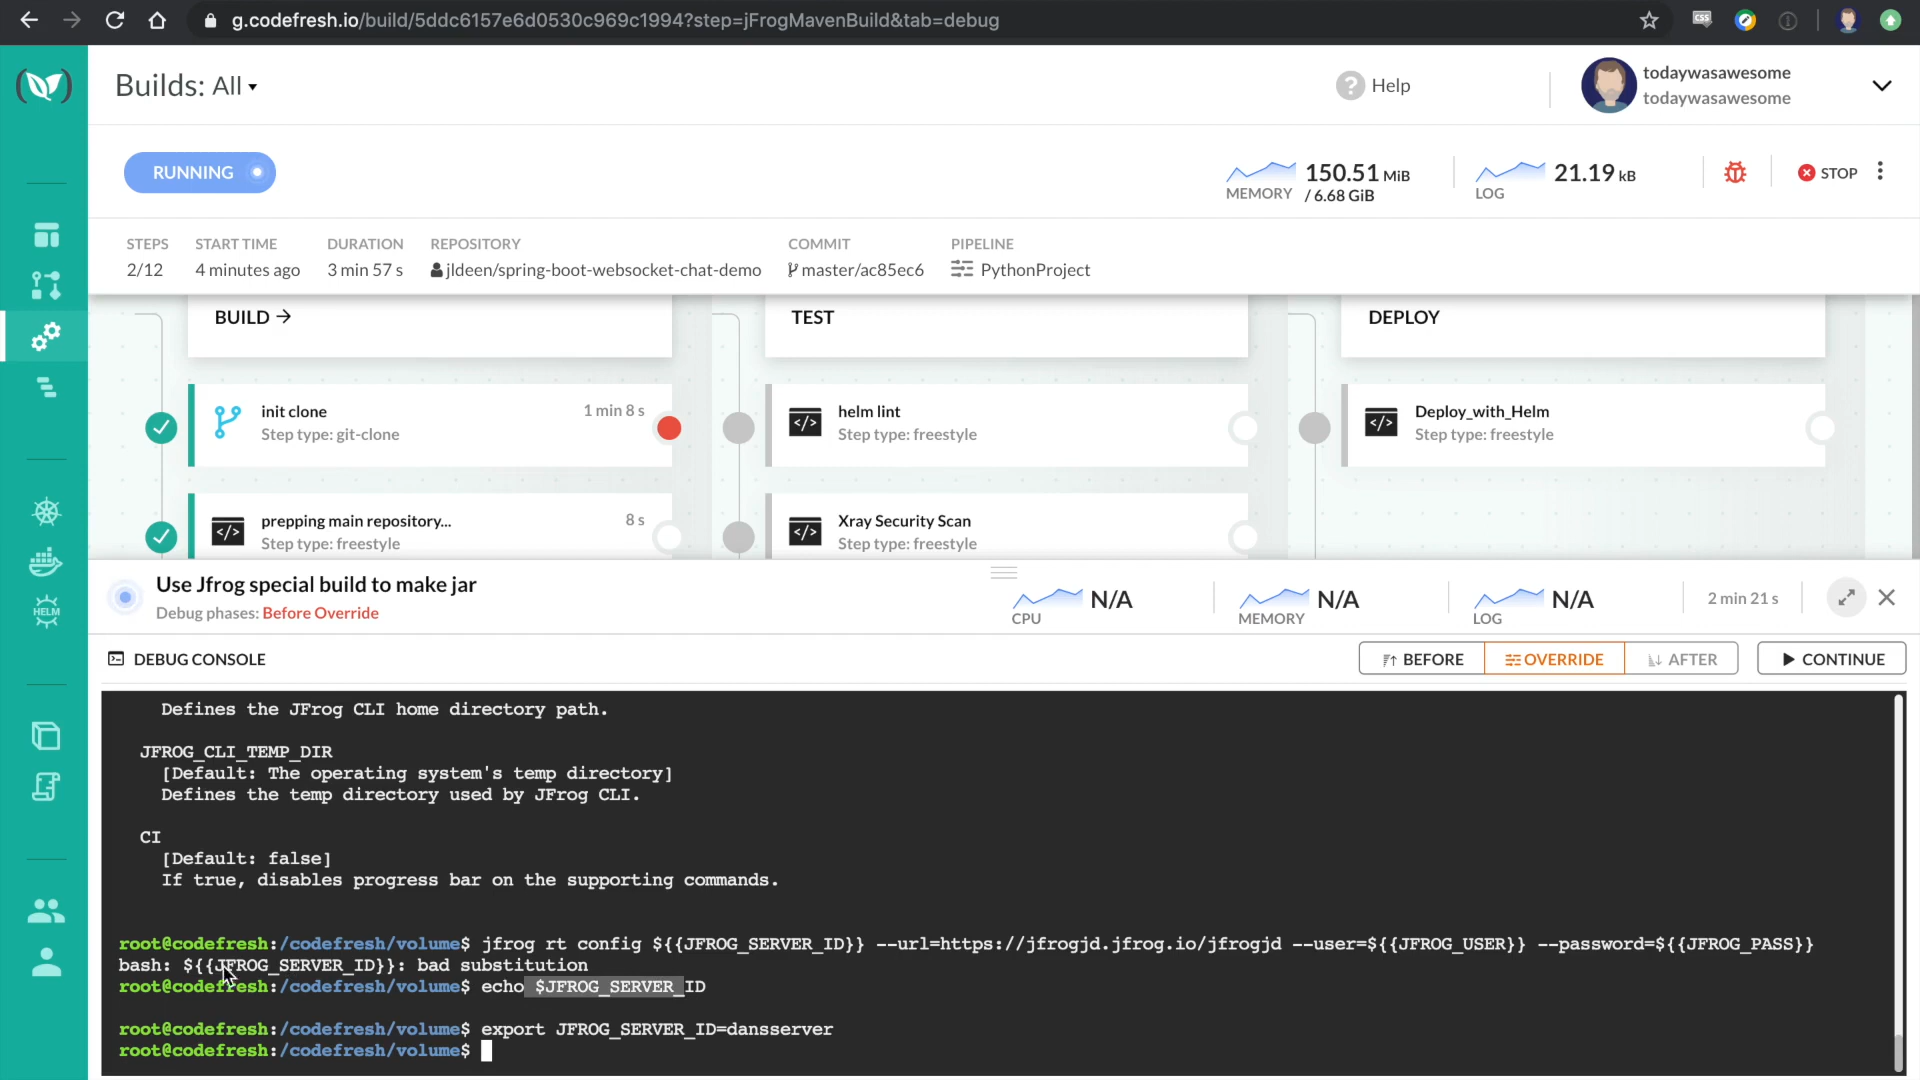 g.codefresh.io/build/5ddc6157e6d0530c969c1994?step=jFrogMavenBuild&tab=debug
CSS
Builds: All
? Help
todaywasawesome
todaywasawesome
RUNNING
MEMORY
150.51 MiB
/ 6.68 GiB
LOG
21.19 kB
STOP
STEPS
2/12
START TIME
4 minutes ago
DURATION
3 min 57 s
REPOSITORY
jldeen/spring-boot-websocket-chat-demo
COMMIT
master/ac85ec6
PIPELINE
PythonProject
BUILD →
TEST
DEPLOY
init clone
Step type: git-clone
1 min 8 s
helm lint
Step type: freestyle
Deploy_with_Helm
Step type: freestyle
prepping main repository...
Step type: freestyle
8 s
Xray Security Scan
Step type: freestyle
HELM
Use Jfrog special build to make jar
Debug phases: Before Override
CPU
N/A
MEMORY
N/A
LOG
N/A
2 min 21 s
DEBUG CONSOLE
BEFORE
OVERRIDE
AFTER
CONTINUE
Defines the JFrog CLI home directory path.
JFROG_CLI_TEMP_DIR
[Default: The operating system's temp directory]
Defines the temp directory used by JFrog CLI.
CI
[Default: false]
If true, disables progress bar on the supporting commands.
root@codefresh:/codefresh/volume$ jfrog rt config ${{JFROG_SERVER_ID}} --url=https://jfrogjd.jfrog.io/jfrogjd --user=${{JFROG_USER}} --password=${{JFROG_PASS}}
bash: ${{JFROG_SERVER_ID}}: bad substitution
root@codefresh:/codefresh/volume$ echo $JFROG_SERVER_ID
root@codefresh:/codefresh/volume$ export JFROG_SERVER_ID=dansserver
root@codefresh:/codefresh/volume$